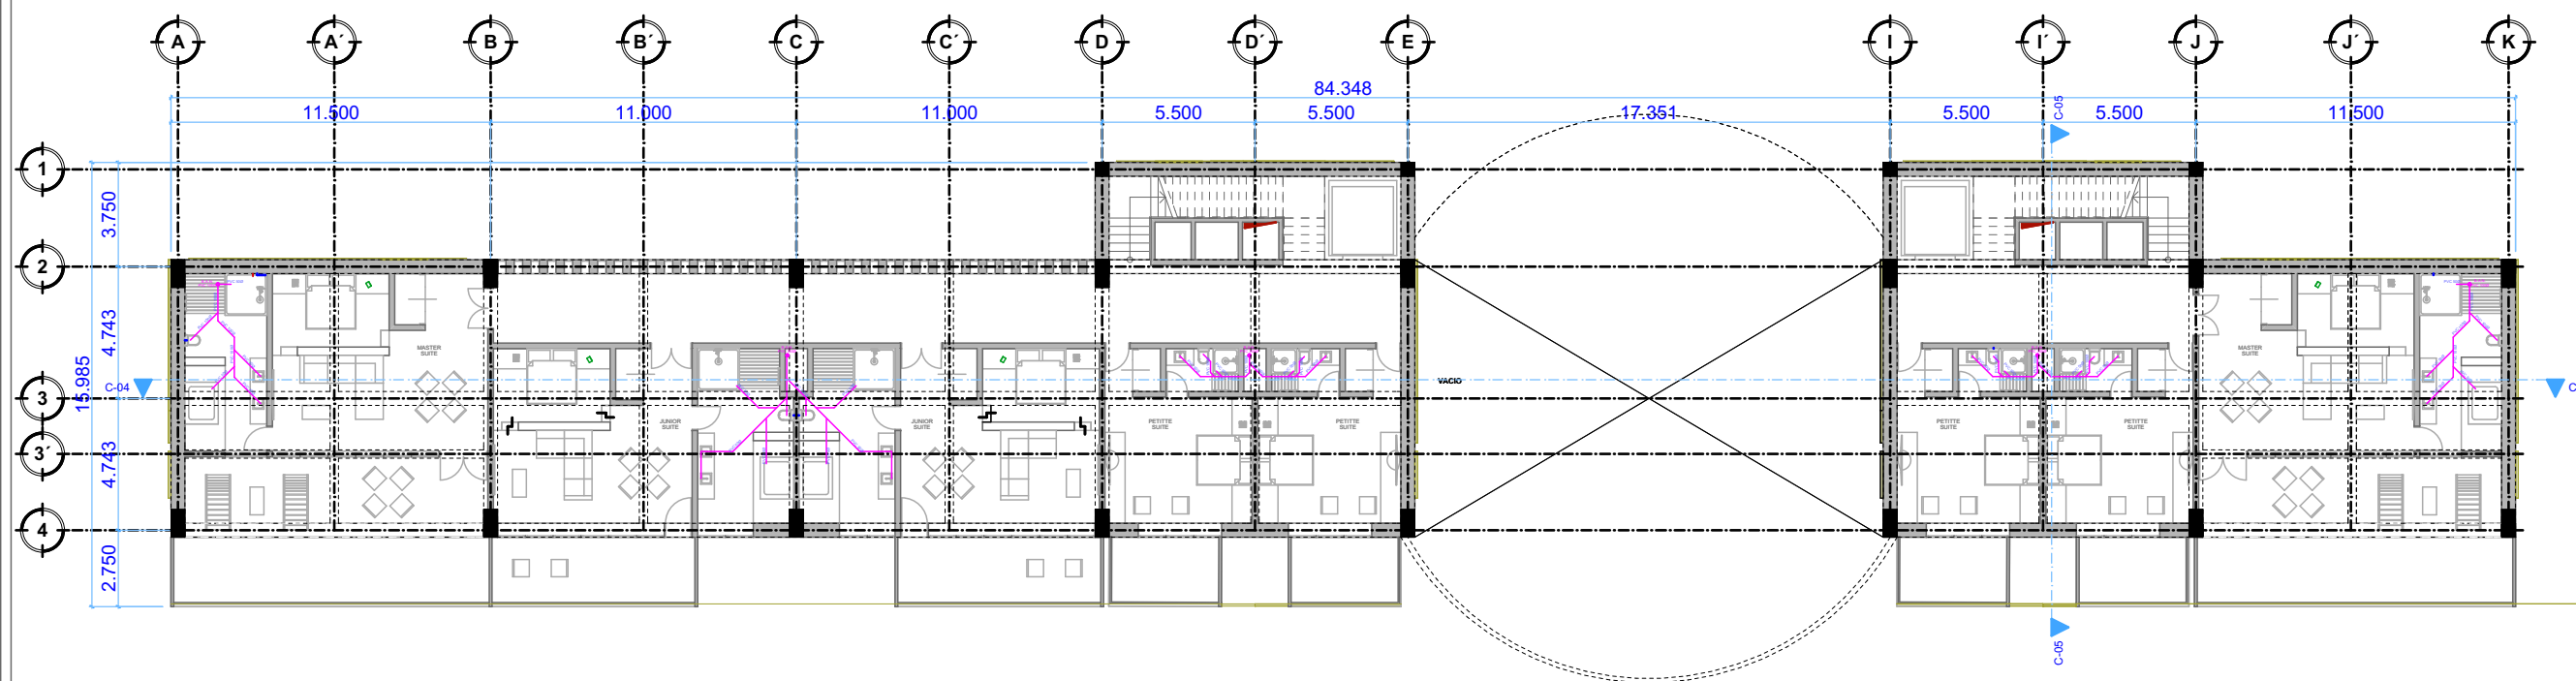 A A´ B B´ C C´ D D´ E I I´ J J´ K
84.348
11.500 11.000 11.000 5.500 5.500 17.351 5.500 5.500 11.500
C-05
1
3.750
2
4.743
MASTER SUITE
MASTER SUITE
15.985
C-04
VACIO
3
JUNIOR SUITE
JUNIOR SUITE
PETITTE SUITE
PETITTE SUITE
PETITTE SUITE
PETITTE SUITE
3´
4.743
4
2.750
C-05